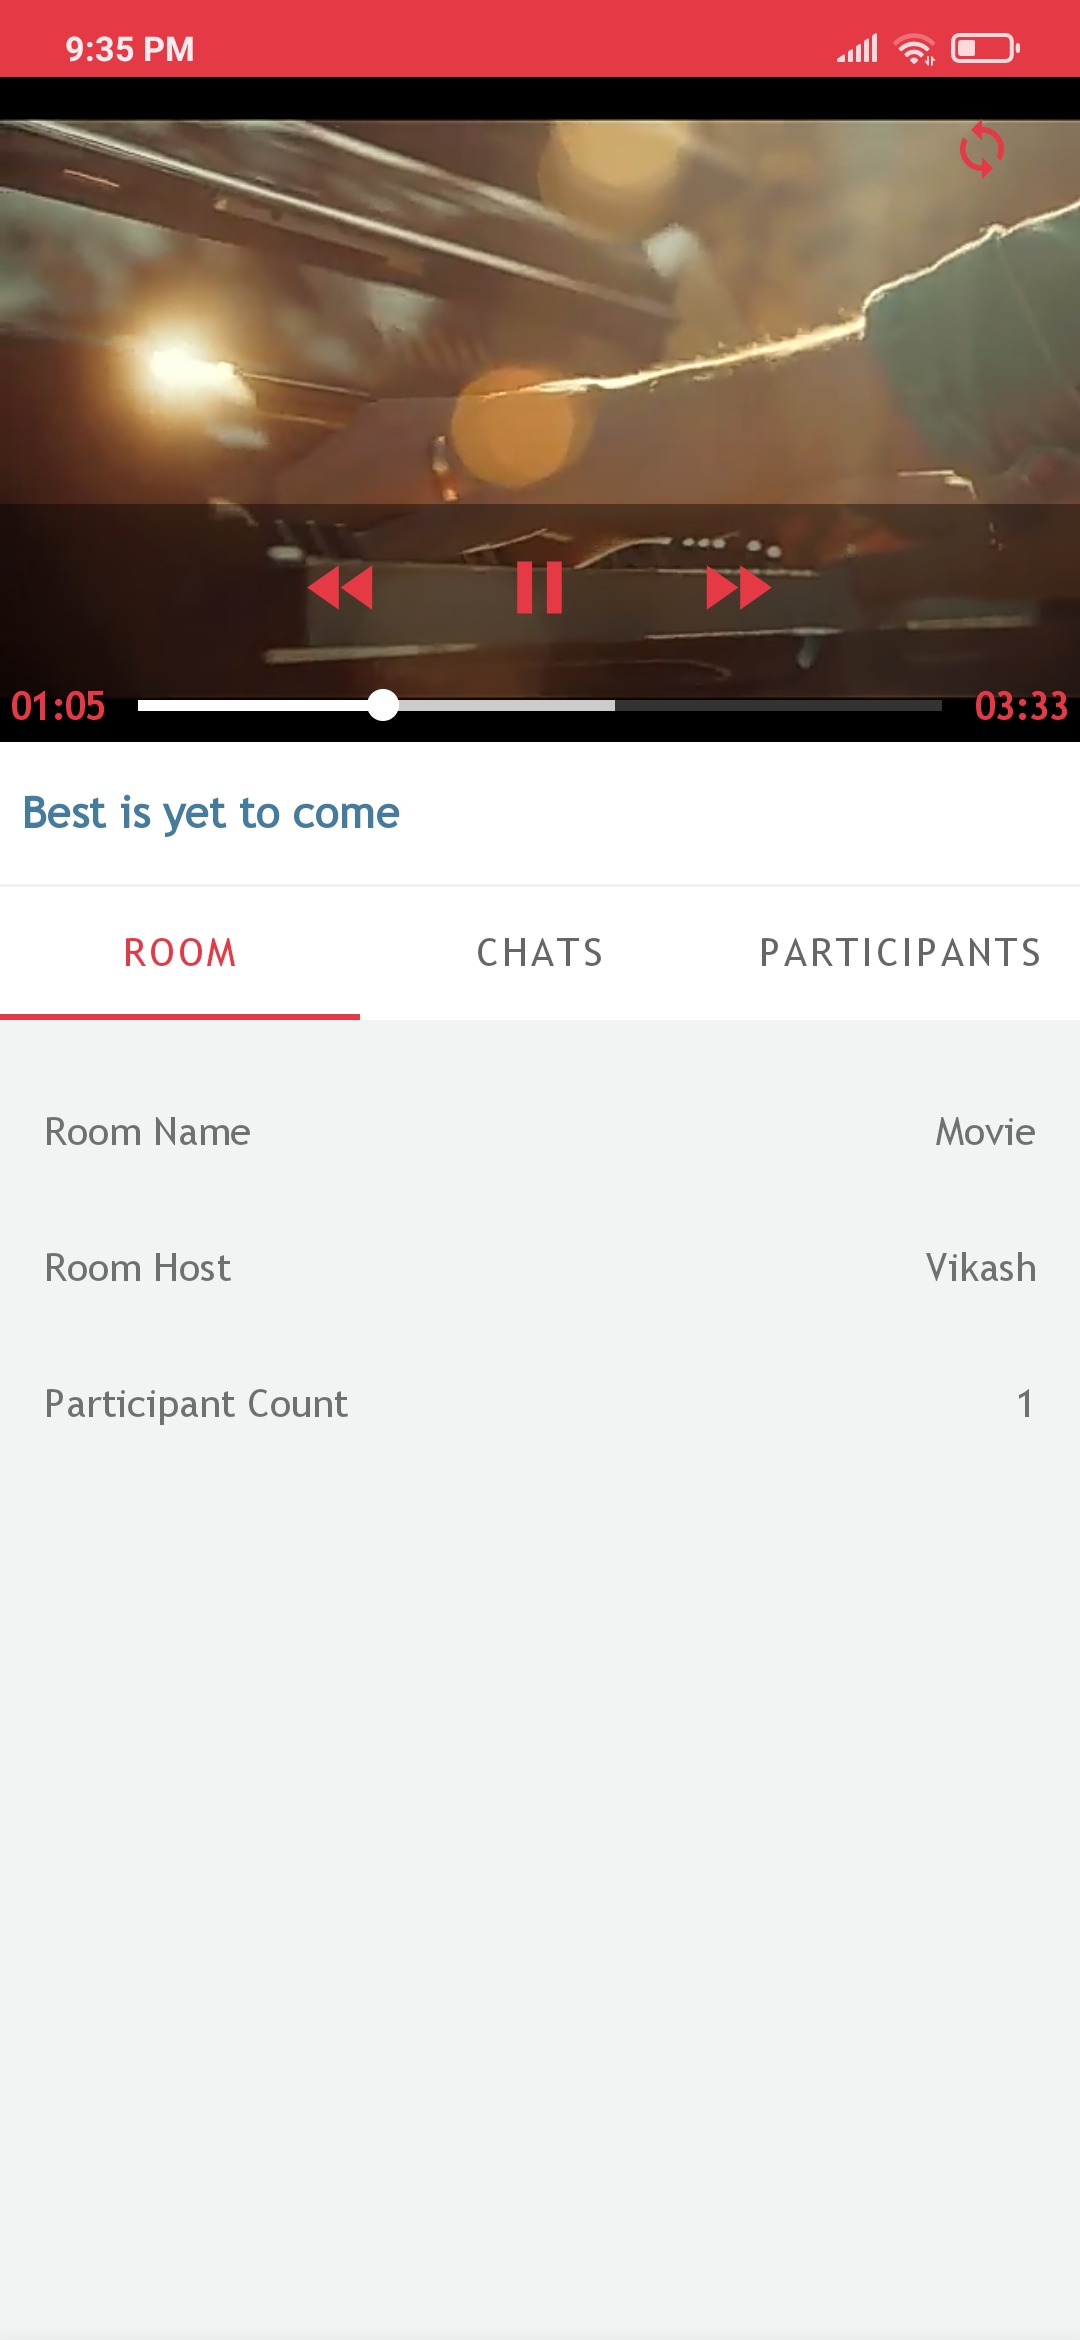 9:35 PM
01:05
03:33
Best is yet to come
ROOM
CHATS
PARTICIPANTS
Room Name
Movie
Room Host
Vikash
Participant Count
1